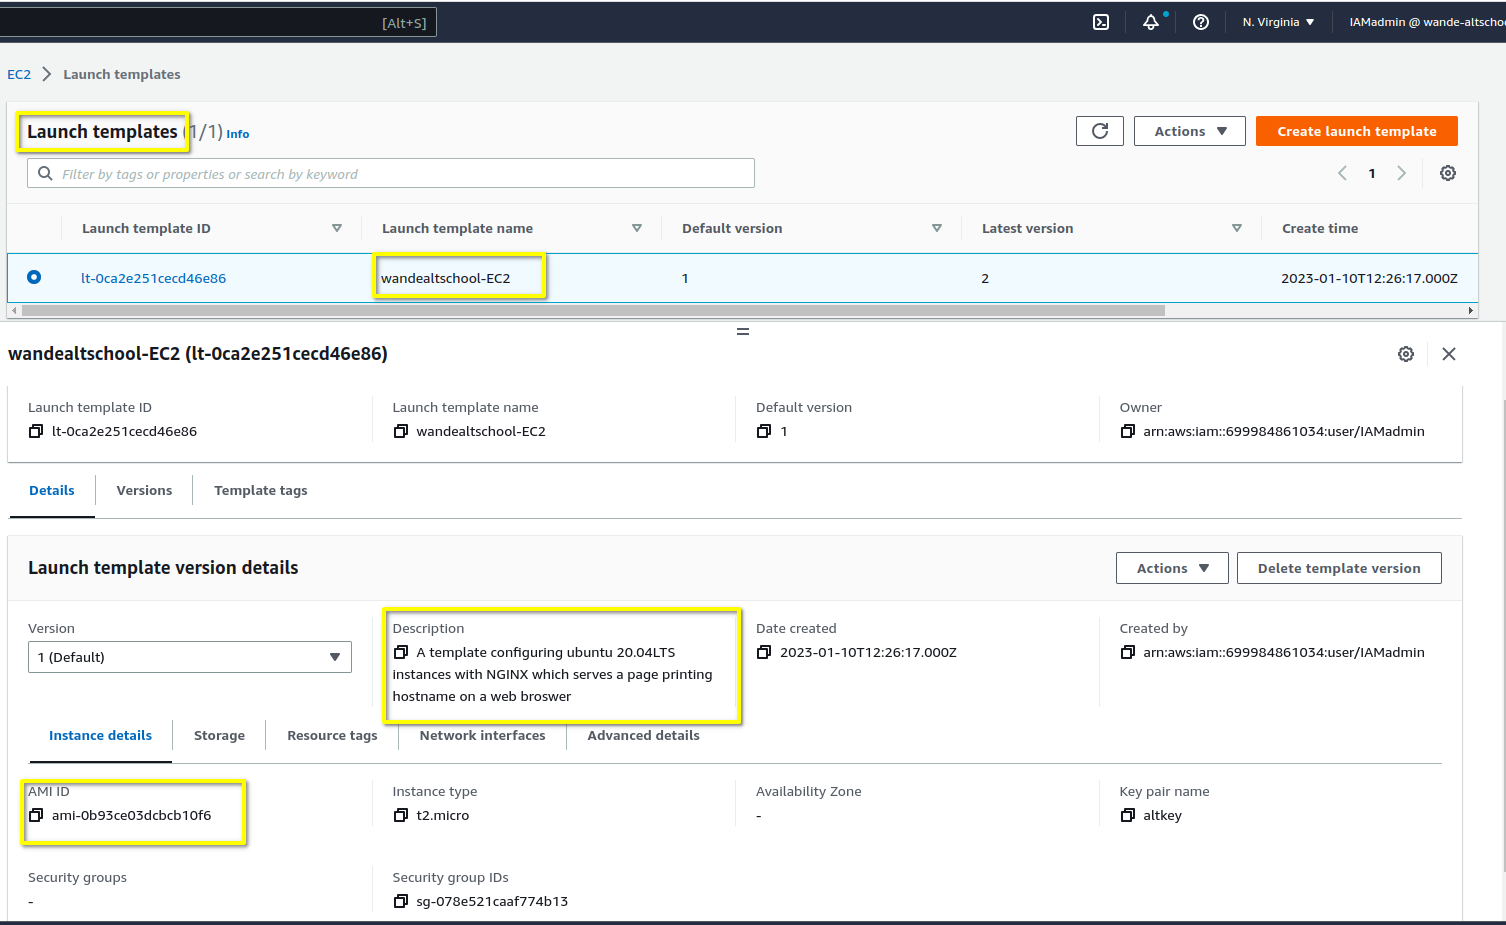 [Alt+S]
N. Virginia
IAMadmin @ wande-altschoo
EC2 Launch templates
Launch templates (1/1) Info
Actions
Create launch template
Filter by tags or properties or search by keyword
1
Launch template ID Launch template name Default version Latest version Create time
lt-0ca2e251cecd46e86 wandealtschool-EC2 1 2 2023-01-10T12:26:17.000Z
wandealtschool-EC2 (lt-0ca2e251cecd46e86)
Launch template ID Launch template name Default version Owner
lt-0ca2e251cecd46e86 wandealtschool-EC2 1 arn:aws:iam::699984861034:user/IAMadmin
Details Versions Template tags
Launch template version details
Actions
Delete template version
Version
1 (Default)
Description
A template configuring ubuntu 20.04LTS
instances with NGINX which serves a page printing
hostname on a web broswer
Date created
2023-01-10T12:26:17.000Z
Created by
arn:aws:iam::699984861034:user/IAMadmin
Instance details Storage Resource tags Network interfaces Advanced details
AMI ID Instance type Availability Zone Key pair name
ami-0b93ce03dcbcb10f6 t2.micro - altkey
Security groups Security group IDs
- sg-078e521caaf774b13